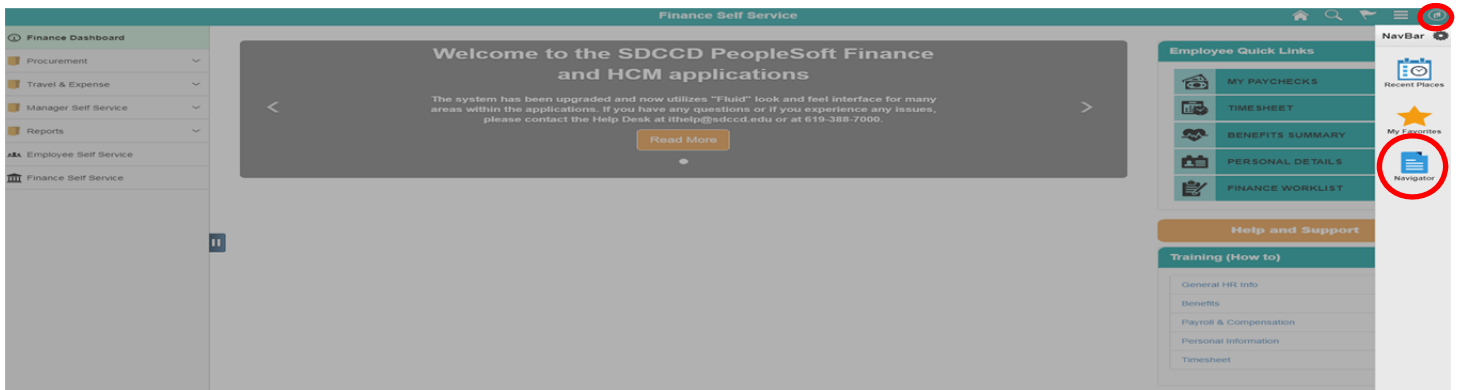 Finance Self Service
NavBar
Finance Dashboard
Procurement
Travel & Expense
Manager Self Service
Reports
Employee Self Service
Finance Self Service
Welcome to the SDCCD PeopleSoft Finance
and HCM applications
The system has been upgraded and now utilizes "Fluid" look and feel interface for many
areas within the applications. If you have any questions or if you experience any issues,
please contact the Help Desk at ithelp@sdccd.edu or at 619-388-7000.
Read More
Employee Quick Links
MY PAYCHECKS
TIMESHEET
BENEFITS SUMMARY
PERSONAL DETAILS
FINANCE WORKLIST
Help and Support
Training (How to)
General HR Info
Benefits
Payroll & Compensation
Personal Information
Timesheet
Recent Places
My Favorites
Navigator